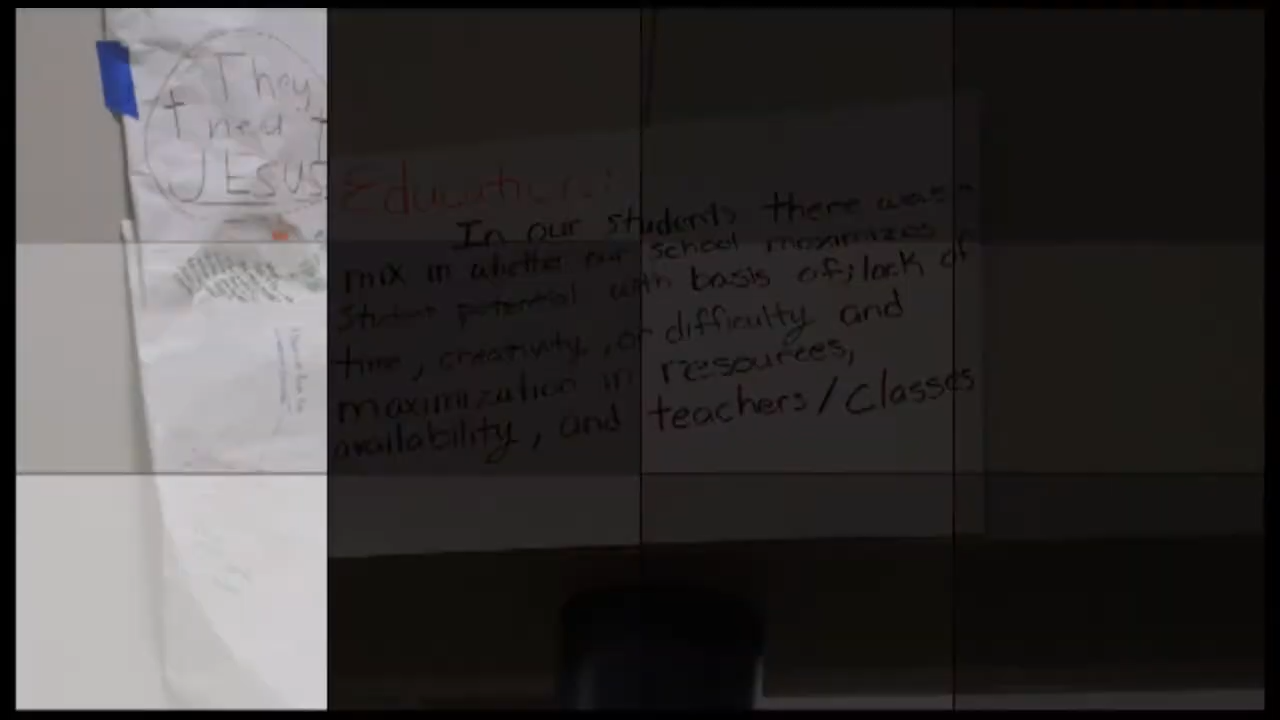 They
need
JESUS
Education:
In our students there was a
mix in whether our school maximizes
student potential with basis of; lack of
time, creativity, or difficulty and
maximization in resources,
availability, and teachers/Classes